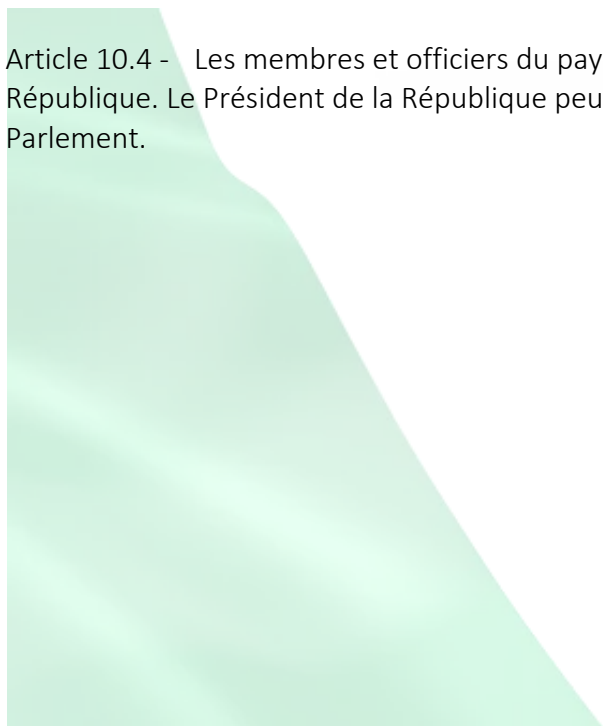 Article 10.4 - Les membres et officiers du pay
République. Le Président de la République peu
Parlement.